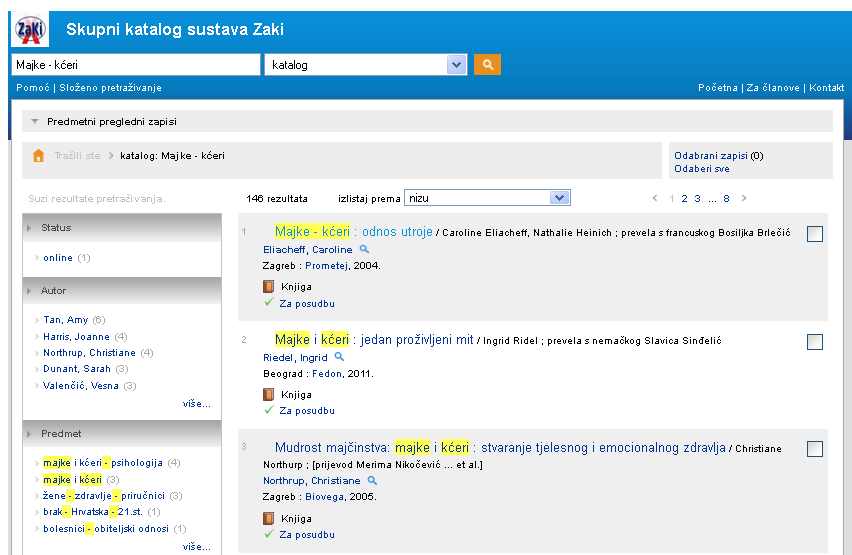 ZaKi
Skupni katalog sustava Zaki
Majke - kćeri
katalog
Pomoć | Složeno pretraživanje
Početna | Za članove | Kontakt
Predmetni pregledni zapisi
Tražili ste > katalog: Majke - kćeri
Odabrani zapisi (0)
Odaberi sve
Suzi rezultate pretraživanja.
146 rezultata izlistaj prema nizu
< 1 2 3 ... 8 >
Status
online (1)
Autor
Tan, Amy (6)
Harris, Joanne (4)
Northrup, Christiane (4)
Dunant, Sarah (3)
Valenčić, Vesna (3)
više...
Predmet
majke i kćeri - psihologija (4)
majke i kćeri (3)
žene - zdravlje - priručnici (3)
brak - Hrvatska - 21.st. (1)
bolesnici - obiteljski odnosi (1)
više...
1 Majke - kćeri : odnos utroje / Caroline Eliacheff, Nathalie Heinich ; prevela s francuskog Bosiljka Brlečić
Eliacheff, Caroline
Zagreb : Prometej, 2004.
Knjiga
Za posudbu
2 Majke i kćeri : jedan proživljeni mit / Ingrid Ridel ; prevela s nemačkog Slavica Sinđelić
Riedel, Ingrid
Beograd : Fedon, 2011.
Knjiga
Za posudbu
3 Mudrost majčinstva: majke i kćeri : stvaranje tjelesnog i emocionalnog zdravlja / Christiane
Northurp ; [prijevod Merima Nikočević ... et al.]
Northrup, Christiane
Zagreb : Biovega, 2005.
Knjiga
Za posudbu